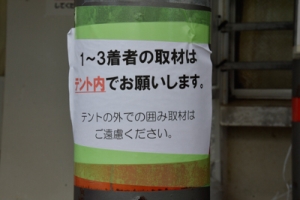 1~3着者の取材は
テント内でお願いします。
テントの外での囲み取材は
ご遠慮ください。